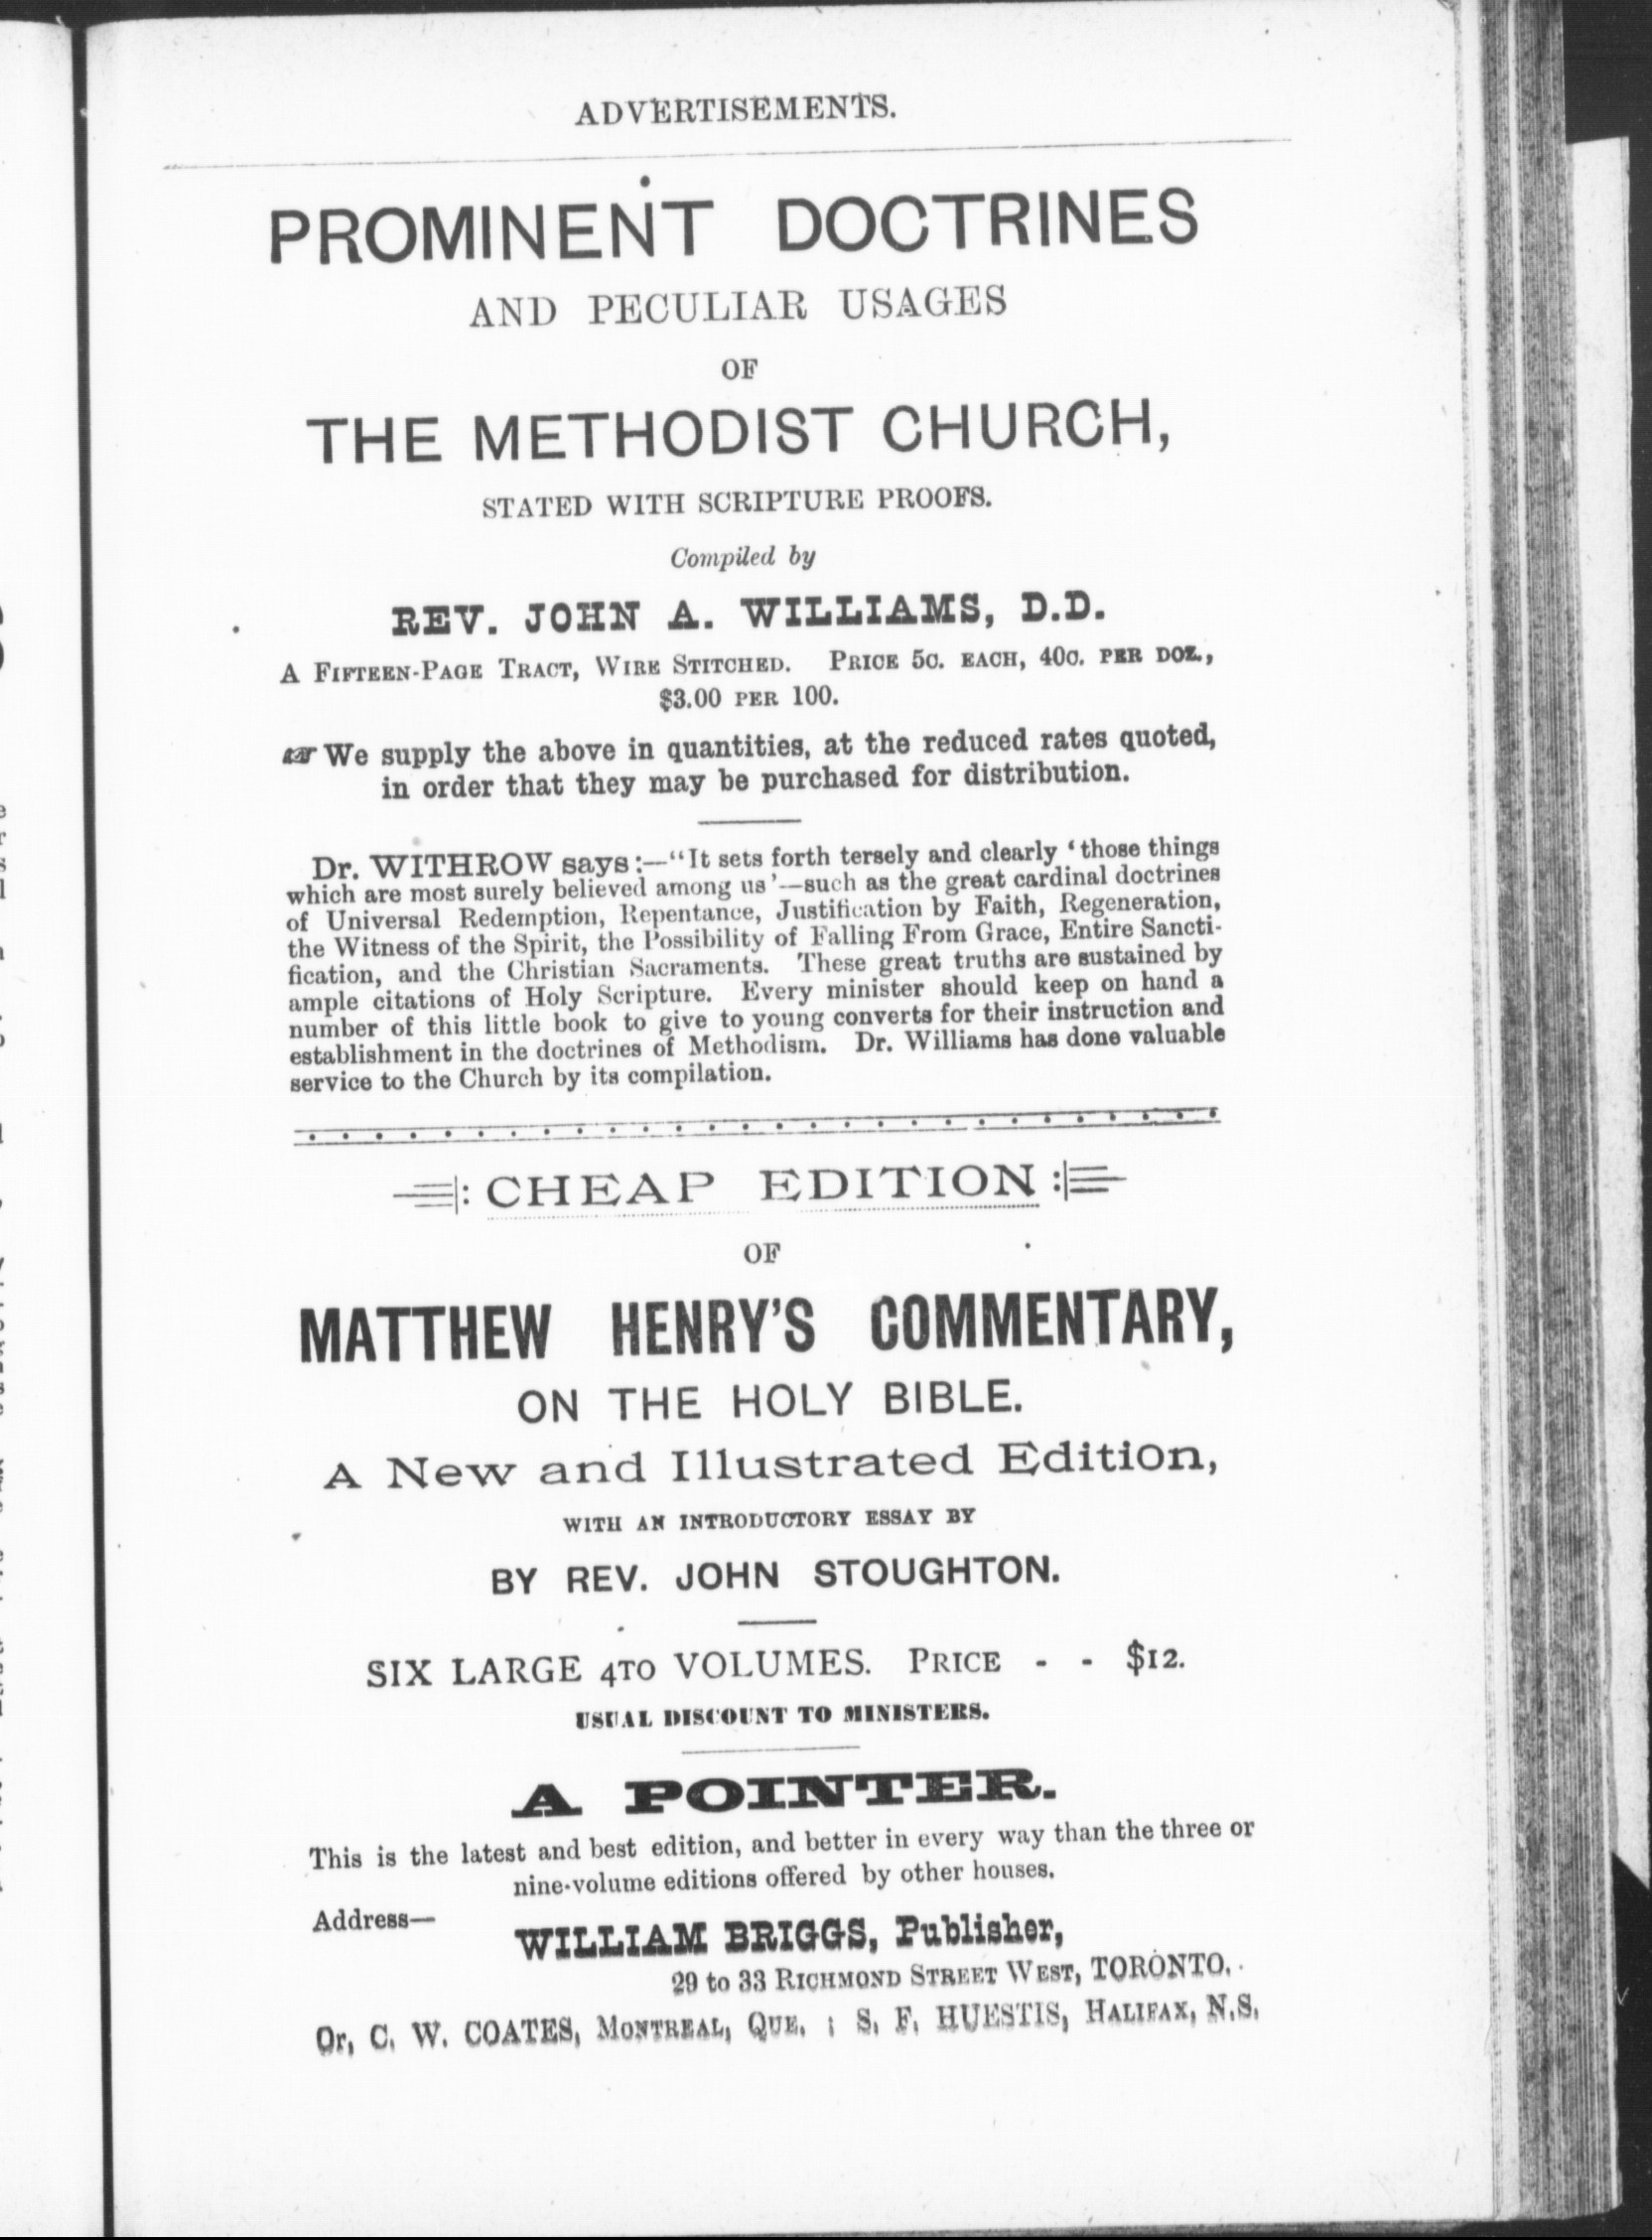 ADVERTISEMENTS.
PROMINENT DOCTRINES
AND PECULIAR USAGES
OF
THE METHODIST CHURCH,
STATED WITH SCRIPTURE PROOFS.
Compiled by
REV. JOHN A. WILLIAMS, D.D.
A FIFTEEN-PAGE TRACT, WIRE STITCHED. PRICE 5C. EACH, 40C. PER DOZ.,
$3.00 PER 100.
☞ We supply the above in quantities, at the reduced rates quoted,
in order that they may be purchased for distribution.
Dr. WITHROW says:—"It sets forth tersely and clearly 'those things
which are most surely believed among us'—such as the great cardinal doctrines
of Universal Redemption, Repentance, Justification by Faith, Regeneration,
the Witness of the Spirit, the Possibility of Falling From Grace, Entire Sancti-
fication, and the Christian Sacraments. These great truths are sustained by
ample citations of Holy Scripture. Every minister should keep on hand a
number of this little book to give to young converts for their instruction and
establishment in the doctrines of Methodism. Dr. Williams has done valuable
service to the Church by its compilation.
CHEAP EDITION
OF
MATTHEW HENRY'S COMMENTARY,
ON THE HOLY BIBLE.
A New and Illustrated Edition,
WITH AN INTRODUCTORY ESSAY BY
BY REV. JOHN STOUGHTON.
SIX LARGE 4TO VOLUMES. PRICE - - $12.
USUAL DISCOUNT TO MINISTERS.
A POINTER.
This is the latest and best edition, and better in every way than the three or
nine-volume editions offered by other houses.
Address—
WILLIAM BRIGGS, Publisher,
29 to 33 RICHMOND STREET WEST, TORONTO.
Or, C. W. COATES, MONTREAL, QUE. ; S. F. HUESTIS, HALIFAX, N.S.